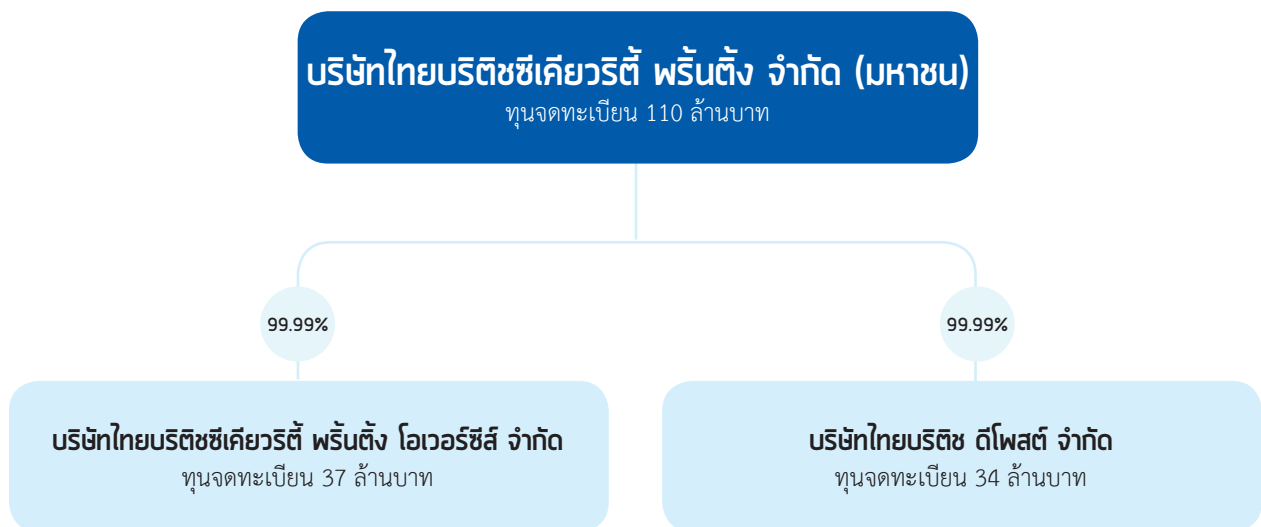 บริษัทไทยบริติชซีเคียวริตี้ พริ้นติ้ง จำกัด (มหาชน)
ทุนจดทะเบียน 110 ล้านบาท
99.99%
99.99%
บริษัทไทยบริติชซีเคียวริตี้ พริ้นติ้ง โอเวอร์ซีส์ จำกัด
ทุนจดทะเบียน 37 ล้านบาท
บริษัทไทยบริติช ดีโพสต์ จำกัด
ทุนจดทะเบียน 34 ล้านบาท